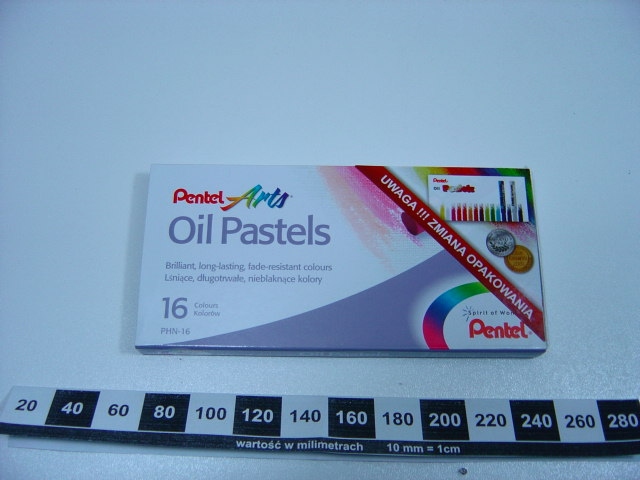 Pentel Arts
Oil Pastels
Brilliant, long-lasting, fade-resistant colours
Lśniące, długotrwałe, nieblaknące kolory
16 Colours
Kolorów
PHN-16
UWAGA !!! ZMIANA OPAKOWANIA
Pentel
OIL Pastels
Spirit of
Pentel
20 40 60 80 100 120 140 160 180 200 220 240 260 280
wartość w milimetrach 10 mm = 1cm